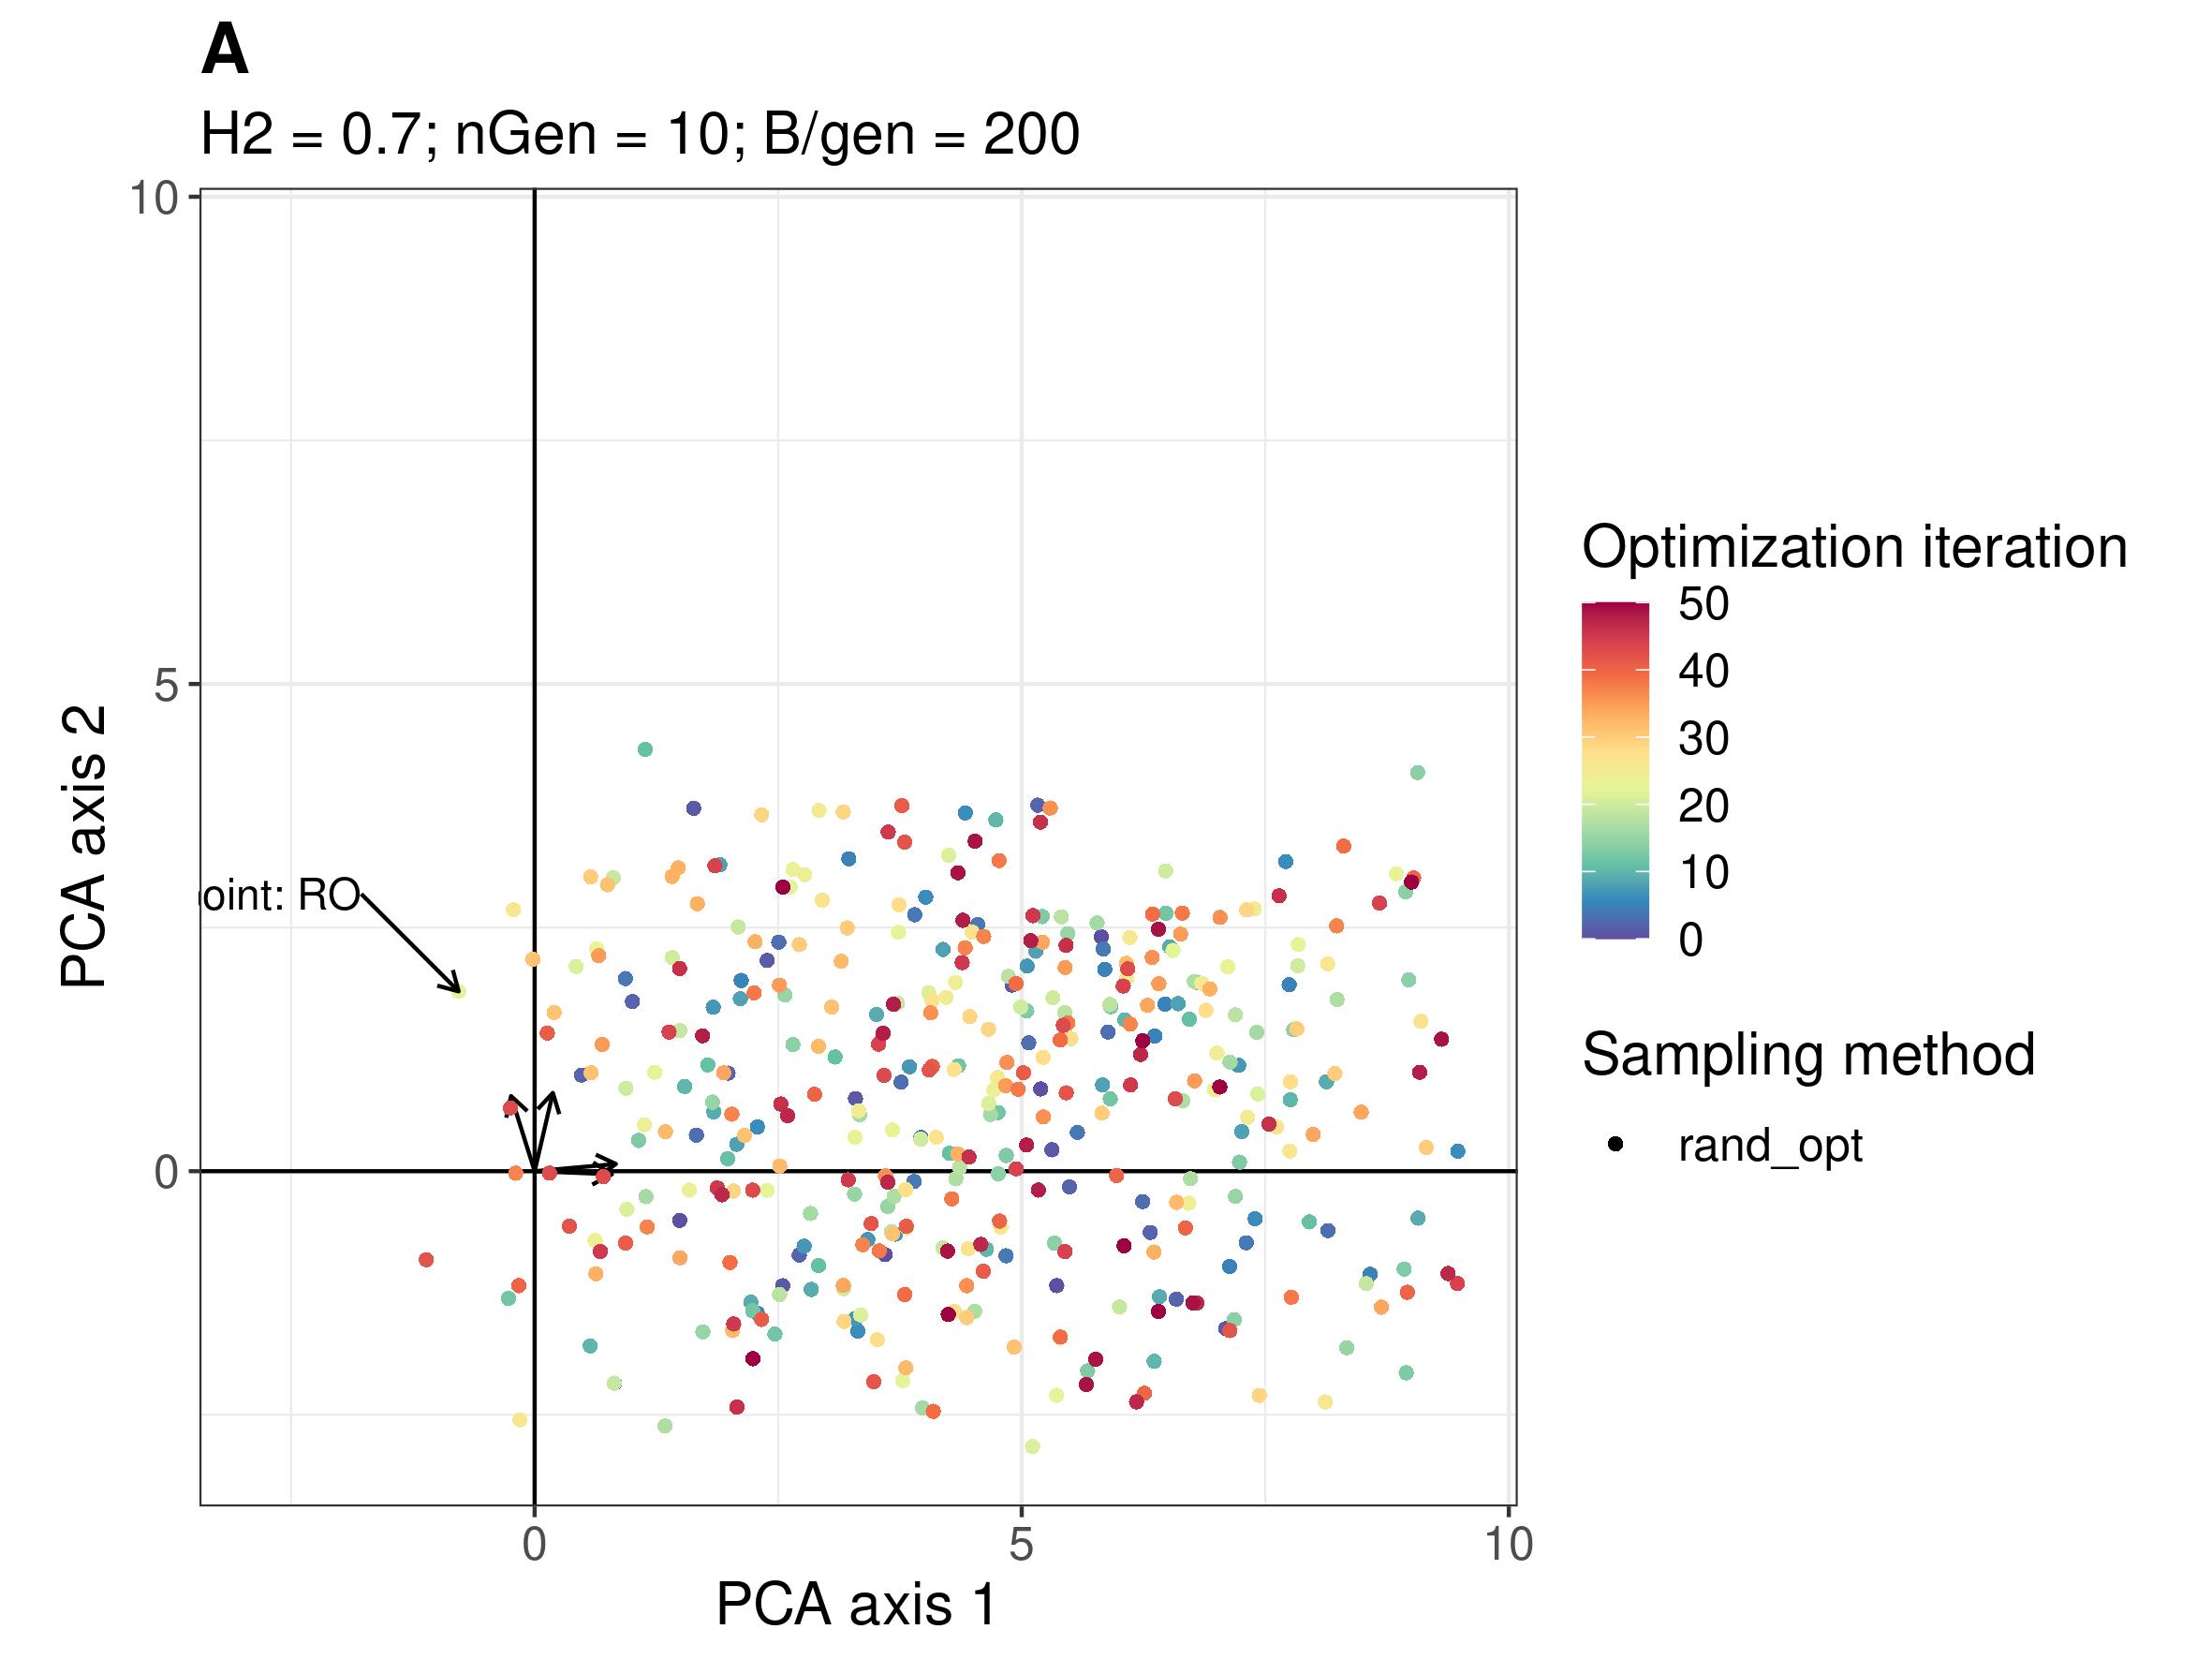 A
H2 = 0.7; nGen = 10; B/gen = 200
10
5
0
0
5
10
PCA axis 2
PCA axis 1
oint: RO
Optimization iteration
50
40
30
20
10
0
Sampling method
rand_opt